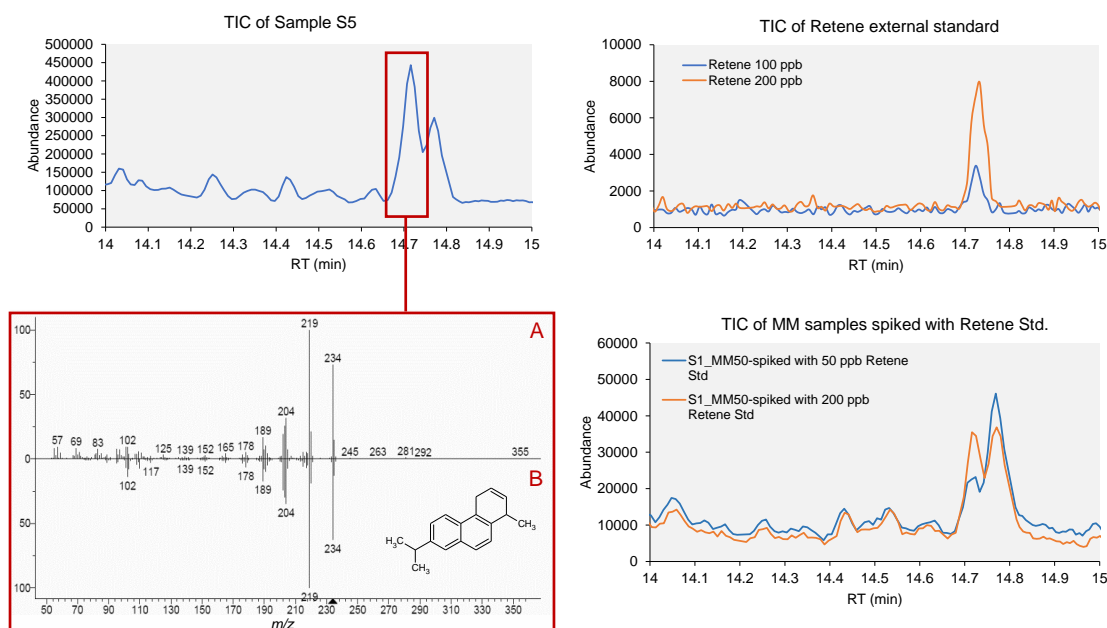 TIC of Sample S5
500000
450000
400000
350000
300000
250000
200000
150000
100000
50000
0
Abundance
14 14.1 14.2 14.3 14.4 14.5 14.6 14.7 14.8 14.9 15
RT (min)
TIC of Retene external standard
10000
8000
6000
4000
2000
0
Abundance
Retene 100 ppb
Retene 200 ppb
14 14.1 14.2 14.3 14.4 14.5 14.6 14.7 14.8 14.9 15
RT (min)
A
100
50
0
50
100
219
234
204
189
57 69 83 102 125 139 152 165 178 245 263 281 292 355
117 139 152 178
102
189
204
234
219
B
CH₃
H₃C
CH₃
50 70 90 110 130 150 170 190 210 230 250 270 290 310 330 350
m/z
TIC of MM samples spiked with Retene Std.
60000
50000
40000
30000
20000
10000
0
Abundance
S1_MM50-spiked with 50 ppb Retene
Std
S1_MM50-spiked with 200 ppb
Retene Std
14 14.1 14.2 14.3 14.4 14.5 14.6 14.7 14.8 14.9 15
RT (min)